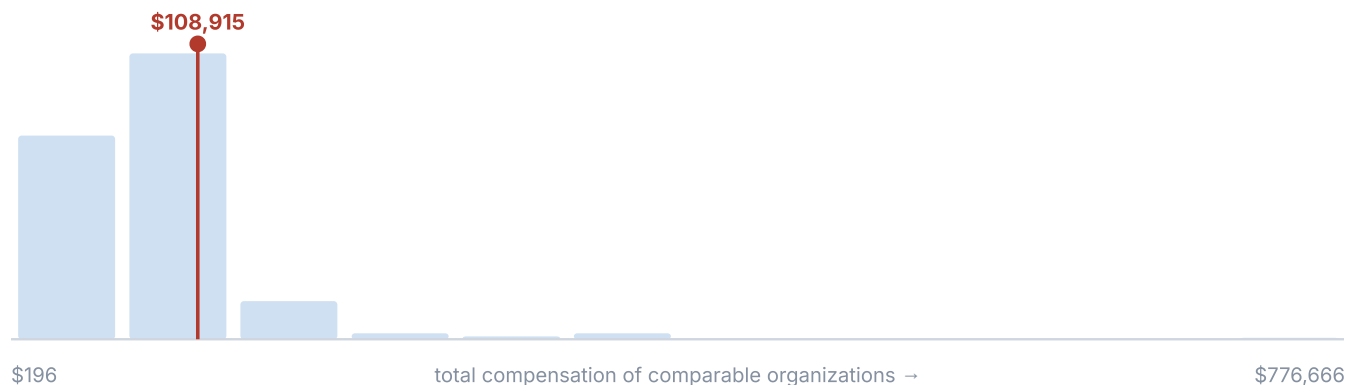 $108,915
$196
total compensation of comparable organizations →
$776,666